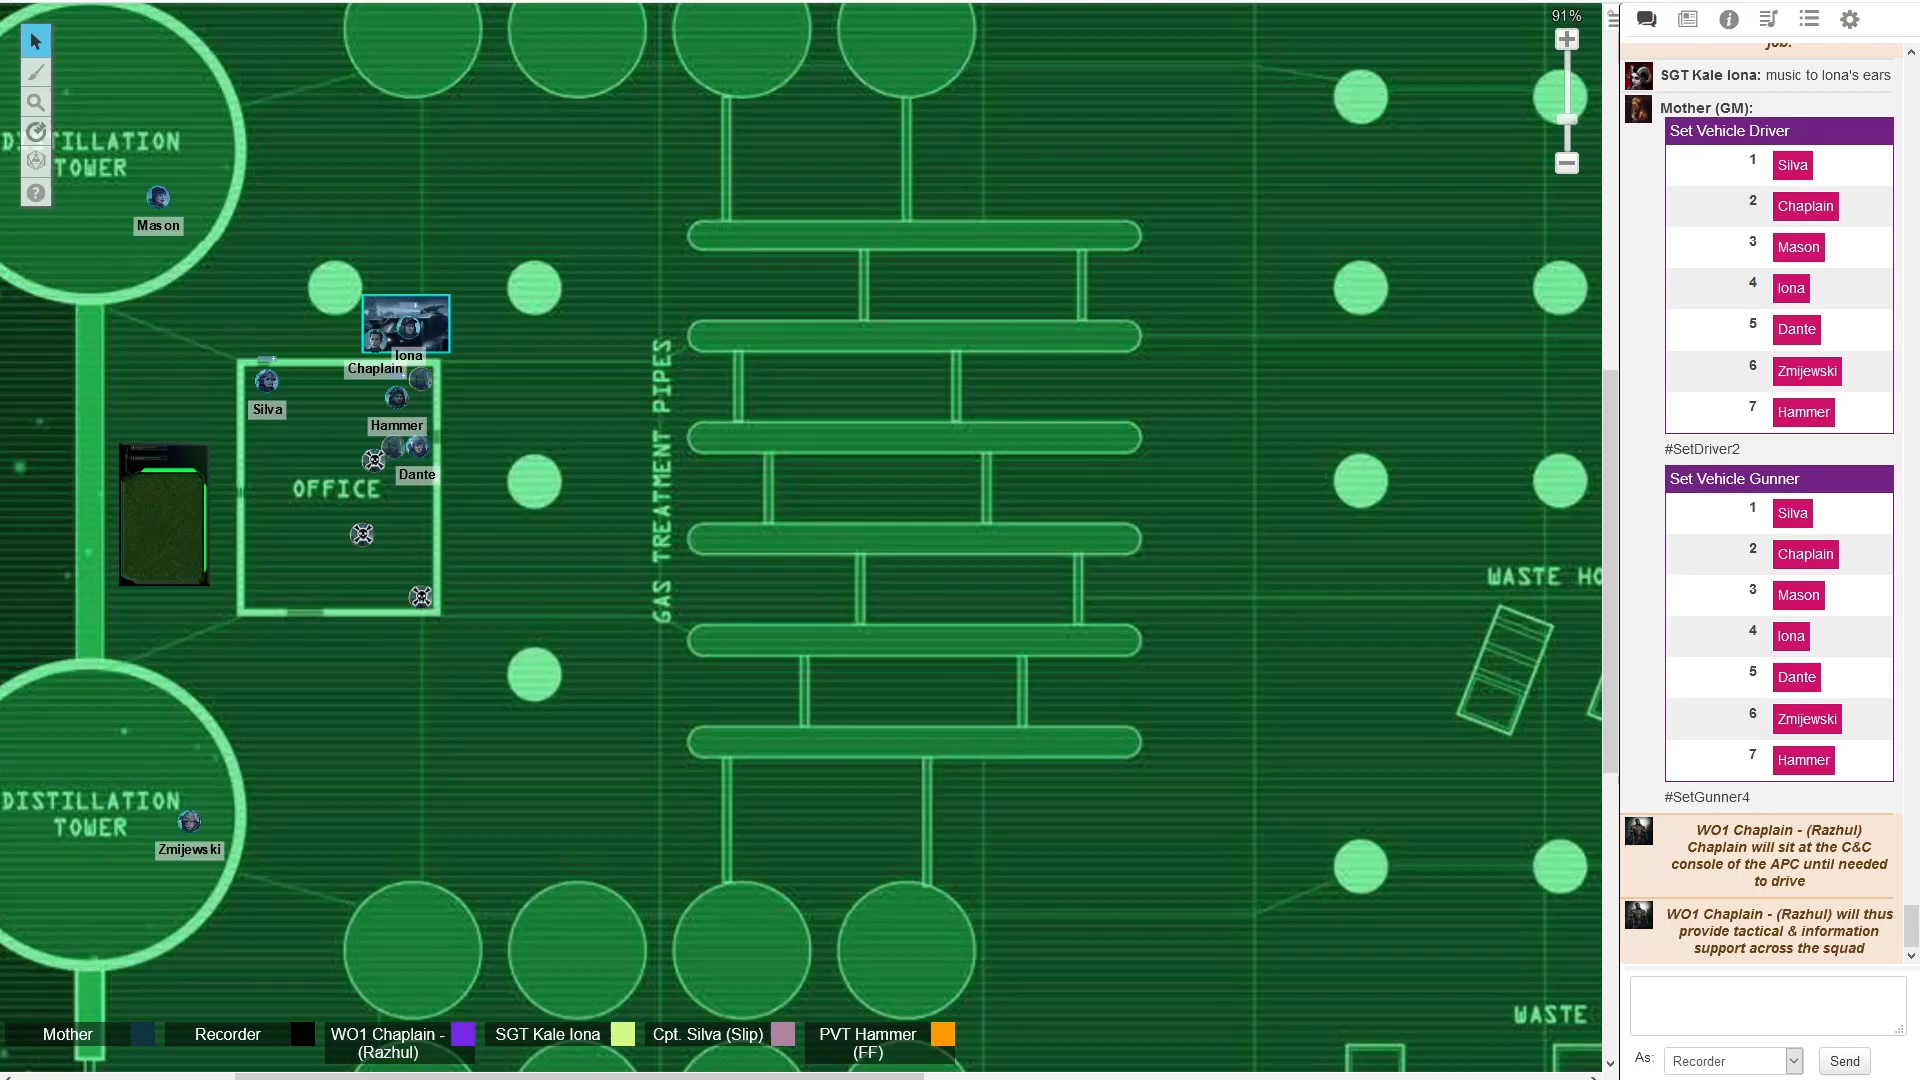 91%
job.
SGT Kale Iona: music to Iona's ears
Mother (GM):
Set Vehicle Driver
1 Silva
2 Chaplain
3 Mason
4 Iona
5 Dante
6 Zmijewski
7 Hammer
#SetDriver2
Set Vehicle Gunner
1 Silva
2 Chaplain
3 Mason
4 Iona
5 Dante
6 Zmijewski
7 Hammer
#SetGunner4
WO1 Chaplain - (Razhul)
Chaplain will sit at the C&C
console of the APC until needed
to drive
WO1 Chaplain - (Razhul) will thus
provide tactical & information
support across the squad
As: Recorder Send
TOWER
Mason
Iona
Chaplain
Silva
Hammer
Dante
OFFICE
GAS TREATMENT PIPES
WASTE
DISTILLATION
TOWER
Zmijewski
WASTE
Mother
Recorder
WO1 Chaplain -
(Razhul)
SGT Kale Iona
Cpt. Silva (Slip)
PVT Hammer
(FF)